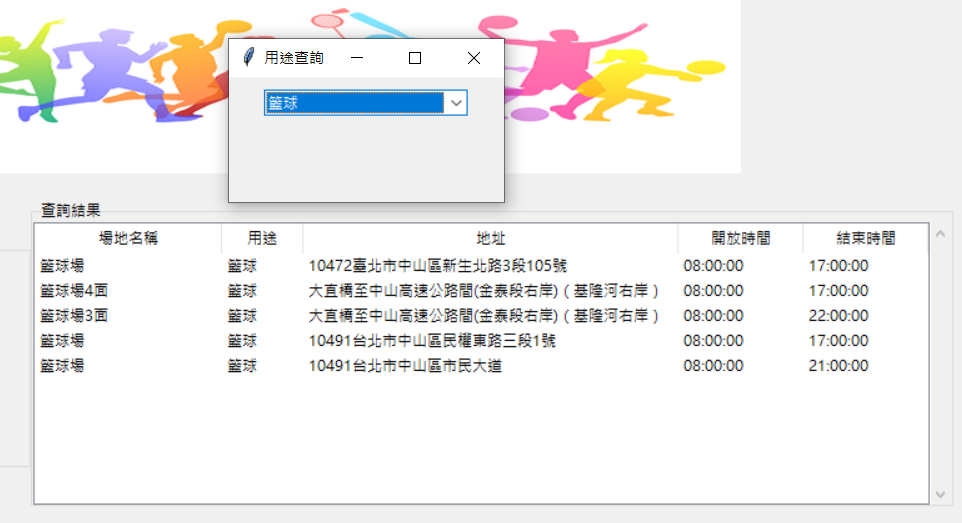 用途查詢
籃球
查詢結果
場地名稱 用途 地址 開放時間 結束時間
籃球場 籃球 10472臺北市中山區新生北路3段105號 08:00:00 17:00:00
籃球場4面 籃球 大直橋至中山高速公路間(金泰段右岸)（基隆河右岸） 08:00:00 17:00:00
籃球場3面 籃球 大直橋至中山高速公路間(金泰段右岸)（基隆河右岸） 08:00:00 22:00:00
籃球場 籃球 10491台北市中山區民權東路三段1號 08:00:00 17:00:00
籃球場 籃球 10491台北市中山區市民大道 08:00:00 21:00:00